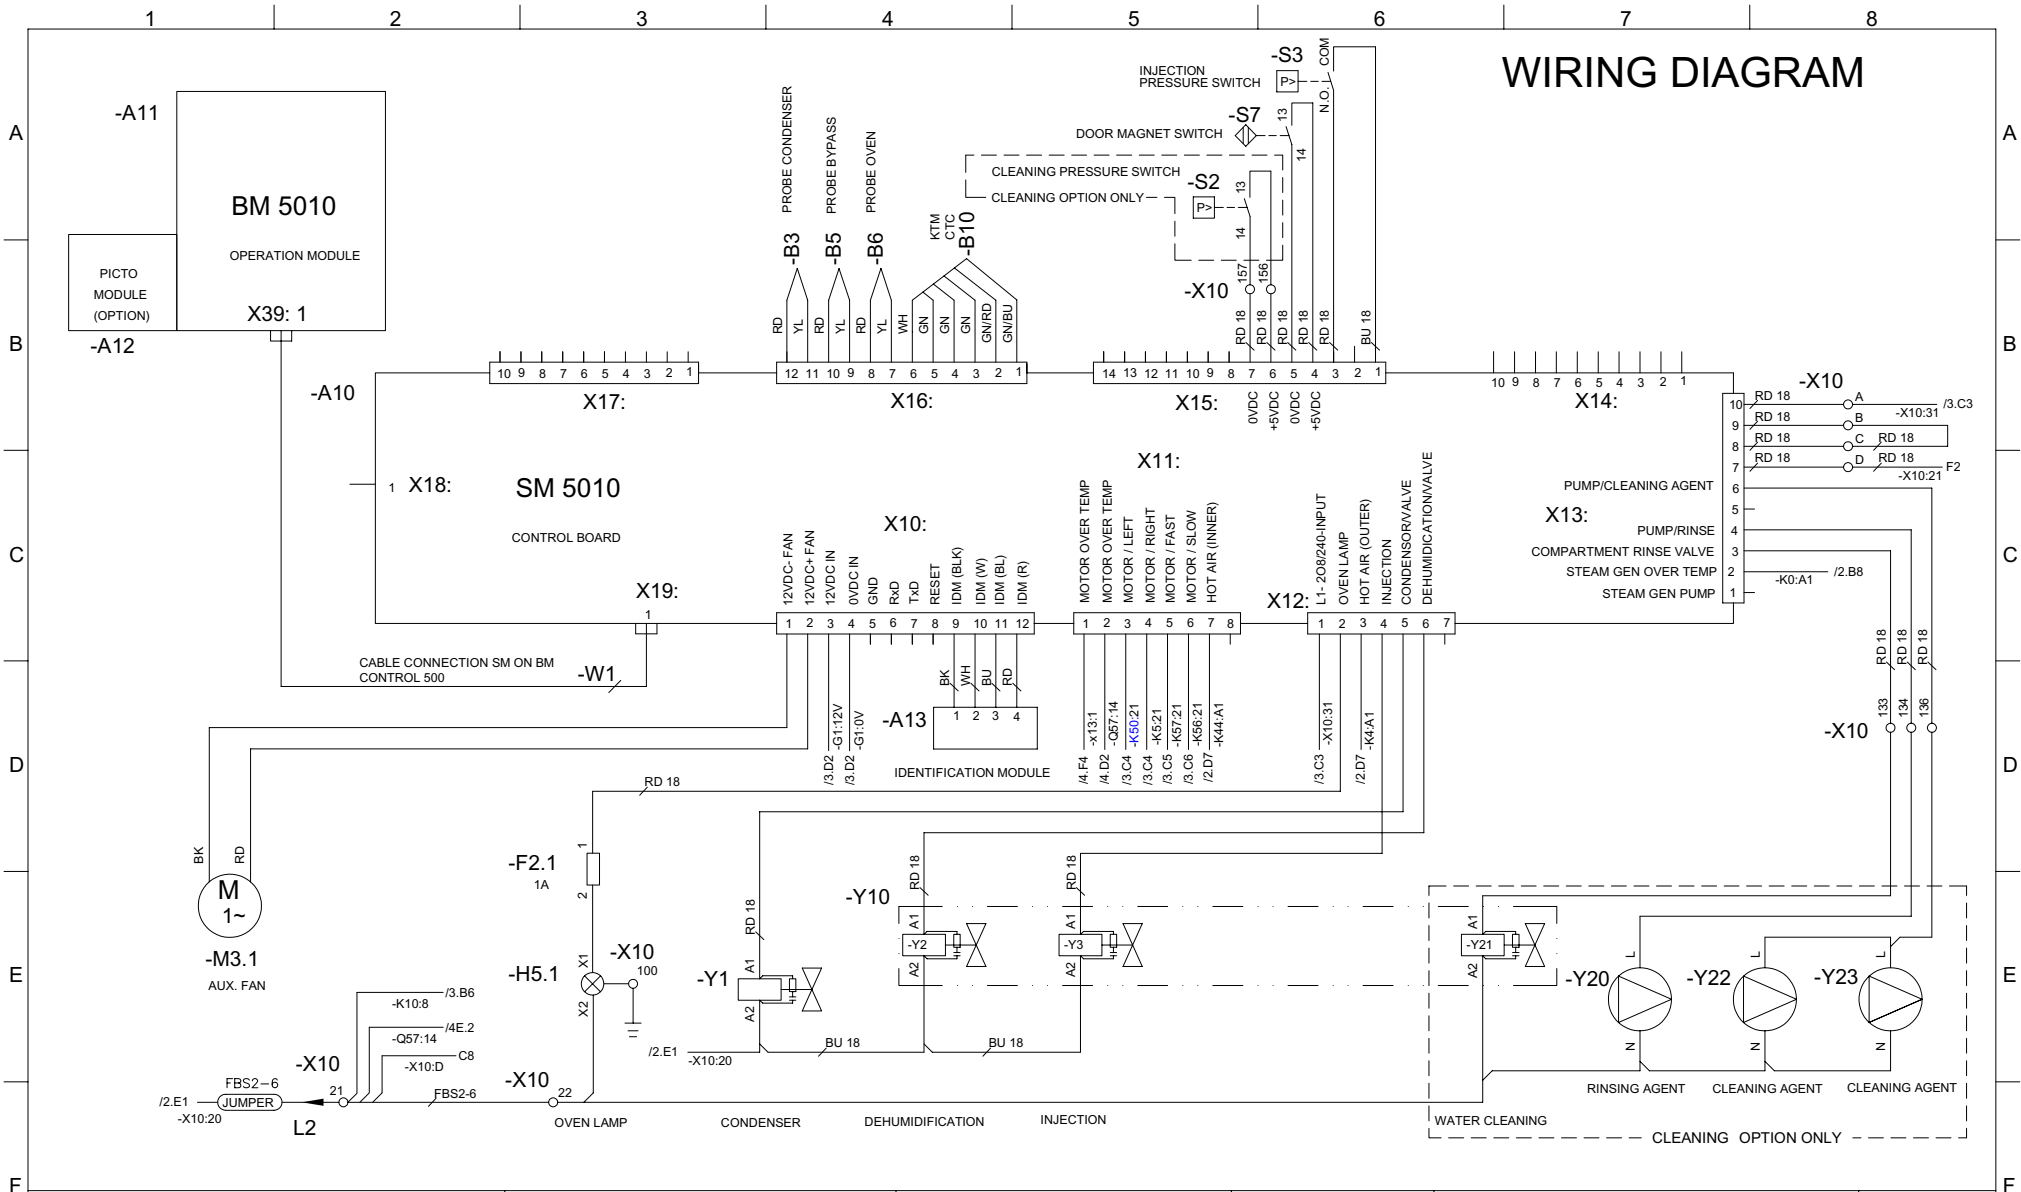 1 2 3 4 5 6 7 8
WIRING DIAGRAM
A
A
-A11
BM 5010
OPERATION MODULE
X39: 1
PICTO
MODULE
(OPTION)
-A12
PROBE CONDENSER
PROBE BYPASS
PROBE OVEN
-B3
-B5
-B6
KTM
CTC
-B10
INJECTION
PRESSURE SWITCH
-S3
P>
N.O.
COM
DOOR MAGNET SWITCH
-S7
13
14
CLEANING PRESSURE SWITCH
CLEANING OPTION ONLY
-S2
P>
13
14
-X10
157
156
B
B
RD
YL
RD
YL
RD
YL
WH
GN
GN
GN
GN/RD
GN/BU
RD 18
RD 18
RD 18
RD 18
RD 18
BU 18
-A10
10 9 8 7 6 5 4 3 2 1
X17:
12 11 10 9 8 7 6 5 4 3 2 1
X16:
14 13 12 11 10 9 8 7 6 5 4 3 2 1
X15:
0VDC
+5VDC
0VDC
+5VDC
10 9 8 7 6 5 4 3 2 1
X14:
-X10
10 RD 18 A -X10:31 /3.C3
9 RD 18 B
8 RD 18 C RD 18
7 RD 18 D RD 18 F2
-X10:21
1 X18:
SM 5010
CONTROL BOARD
X19:
1
X10:
X11:
X12:
X13:
PUMP/CLEANING AGENT 6
5
PUMP/RINSE 4
COMPARTMENT RINSE VALVE 3
STEAM GEN OVER TEMP 2 -K0:A1 /2.B8
STEAM GEN PUMP 1
C
C
12VDC- FAN
12VDC+ FAN
12VDC IN
0VDC IN
GND
RxD
TxD
RESET
IDM (BLK)
IDM (W)
IDM (BL)
IDM (R)
1 2 3 4 5 6 7 8 9 10 11 12
MOTOR OVER TEMP
MOTOR OVER TEMP
MOTOR / LEFT
MOTOR / RIGHT
MOTOR / FAST
MOTOR / SLOW
HOT AIR (INNER)
1 2 3 4 5 6 7 8
L1- 2O8/240-INPUT
OVEN LAMP
HOT AIR (OUTER)
INJECTION
CONDENSOR/VALVE
DEHUMIDICATION/VALVE
1 2 3 4 5 6 7
CABLE CONNECTION SM ON BM
CONTROL 500
-W1
/3.D2 -G1:12V
/3.D2 -G1:0V
BK
WH
BU
RD
-A13
1 2 3 4
IDENTIFICATION MODULE
/4.F4 -x13:1
/4.D2 -Q57:14
/3.C4 -K50:21
/3.C4 -K5:21
/3.C5 -K57:21
/3.C6 -K56:21
/2.D7 -K44:A1
/3.C3 -X10:31
/2.D7 -K4:A1
RD 18
RD 18
RD 18
133
134
136
-X10
D
D
RD 18
BK
RD
M
1~
-M3.1
AUX. FAN
-F2.1
1A
1
2
-H5.1
X1
X2
-X10
100
RD 18
-Y1
A1
A2
-Y10
RD 18
A1
-Y2
A2
RD 18
A1
-Y3
A2
A1
-Y21
A2
-Y20
L
N
-Y22
L
N
-Y23
L
N
E
E
/3.B6
-K10:8
/4E.2
-Q57:14
C8
-X10:D
/2.E1
-X10:20
BU 18
BU 18
RINSING AGENT
CLEANING AGENT
CLEANING AGENT
FBS2-6
JUMPER
/2.E1
-X10:20
L2
-X10
21
FBS2-6
-X10
22
OVEN LAMP
CONDENSER
DEHUMIDIFICATION
INJECTION
WATER CLEANING
CLEANING OPTION ONLY
F
F